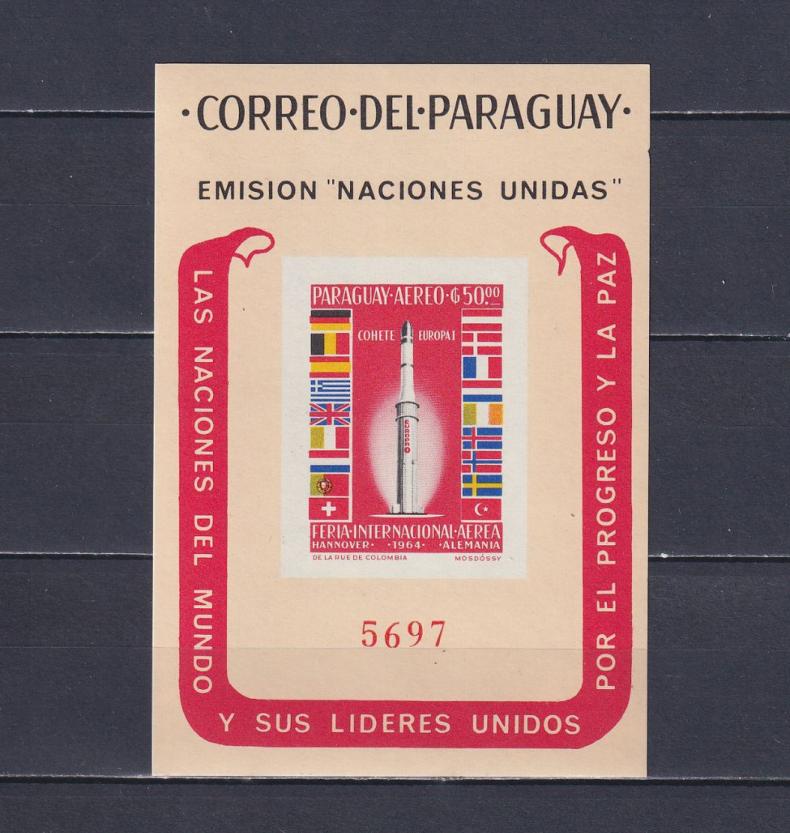 ·CORREO·DEL·PARAGUAY·
EMISION "NACIONES UNIDAS"
LAS NACIONES DEL MUNDO
Y SUS LIDERES UNIDOS
POR EL PROGRESO Y LA PAZ
PARAGUAY·AEREO·₲50.00
COHETE EUROPA I
EUROPA
FERIA·INTERNACIONAL·AEREA
HANNOVER· ·1964· ·ALEMANIA
DE LA RUE DE COLOMBIA MOSDÓSSY
5697